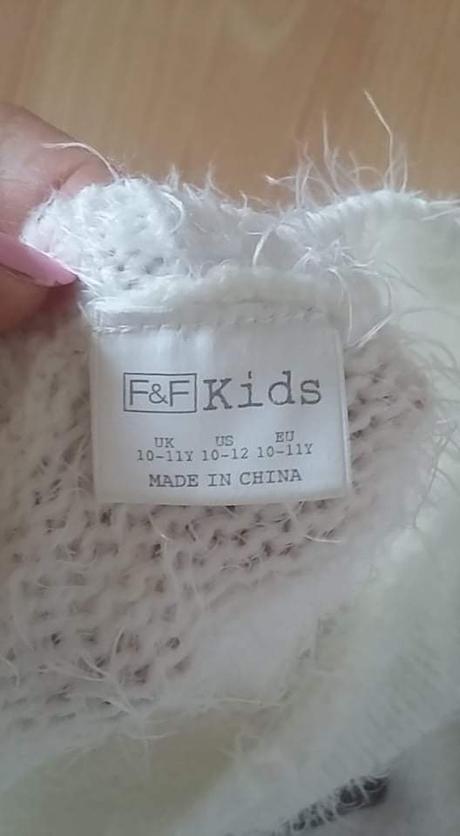 F&F Kids
UK US EU
10-11Y 10-12 10-11Y
MADE IN CHINA